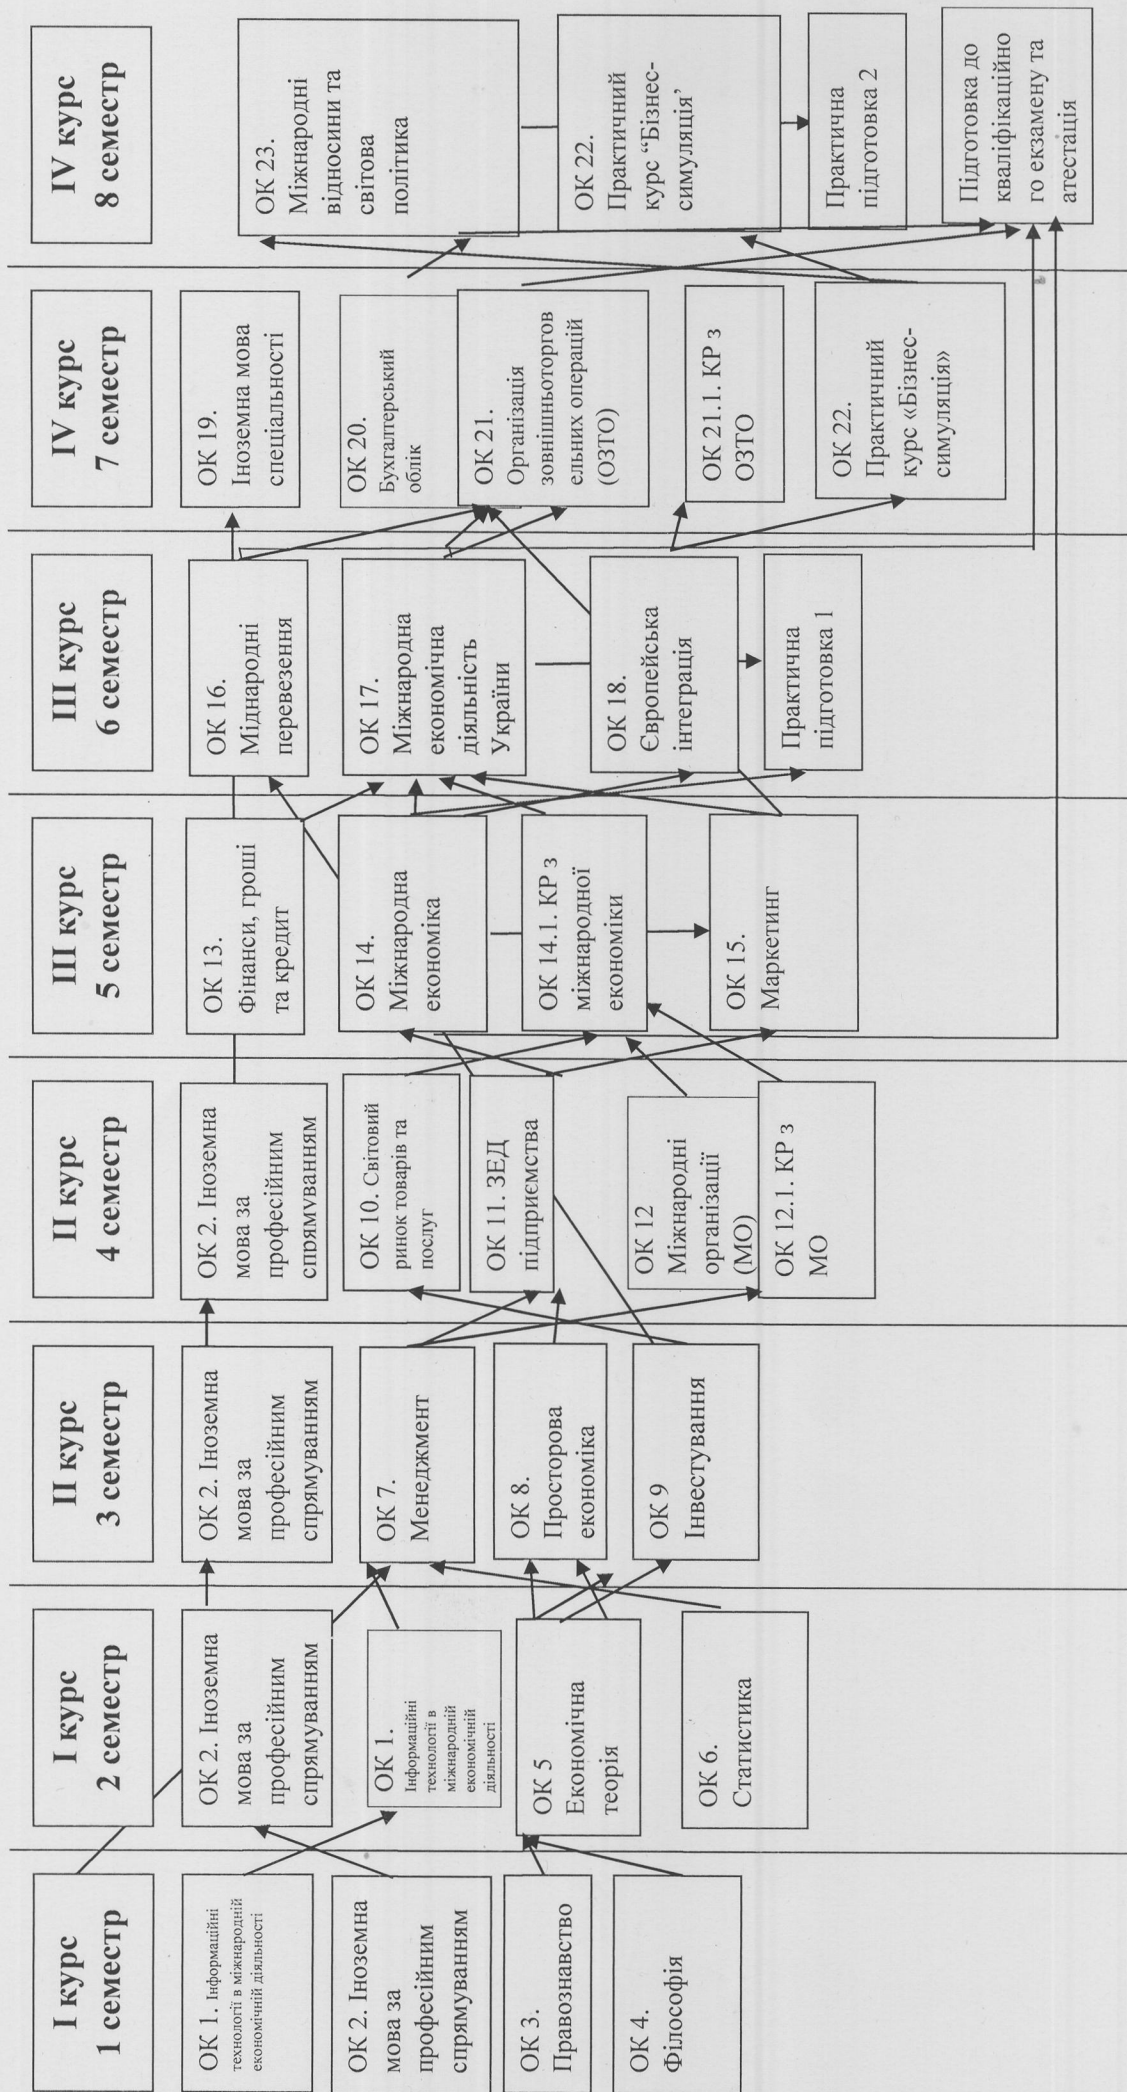 I курс
1 семестр
ОК 1. Інформаційні
технології в міжнародній
економічній діяльності
ОК 2. Іноземна
мова за
професійним
спрямуванням
ОК 3.
Правознавство
ОК 4.
Філософія
I курс
2 семестр
ОК 2. Іноземна
мова за
професійним
спрямуванням
ОК 1.
Інформаційні
технології в
міжнародній
економічній
діяльності
ОК 5
Економічна
теорія
ОК 6.
Статистика
II курс
3 семестр
ОК 2. Іноземна
мова за
професійним
спрямуванням
ОК 7.
Менеджмент
ОК 8.
Просторова
економіка
ОК 9
Інвестування
II курс
4 семестр
ОК 2. Іноземна
мова за
професійним
спрямуванням
ОК 10. Світовий
ринок товарів та
послуг
ОК 11. ЗЕД
підприємства
ОК 12
Міжнародні
організації
(МО)
ОК 12.1. КР з
МО
III курс
5 семестр
ОК 13.
Фінанси, гроші
та кредит
ОК 14.
Міжнародна
економіка
ОК 14.1. КР з
міжнародної
економіки
ОК 15.
Маркетинг
III курс
6 семестр
ОК 16.
Міднародні
перевезення
ОК 17.
Міжнародна
економічна
діяльність
України
ОК 18.
Європейська
інтеграція
Практична
підготовка 1
IV курс
7 семестр
ОК 19.
Іноземна мова
спеціальності
ОК 20.
Бухгалтерський
облік
ОК 21.
Організація
зовнішньоторгов
ельних операцій
(ОЗТО)
ОК 21.1. КР з
ОЗТО
ОК 22.
Практичний
курс «Бізнес-
симуляція»
IV курс
8 семестр
ОК 23.
Міжнародні
відносини та
світова
політика
ОК 22.
Практичний
курс “Бізнес-
симуляція’
Практична
підготовка 2
Підготовка до
кваліфікаційно
го екзамену та
атестація